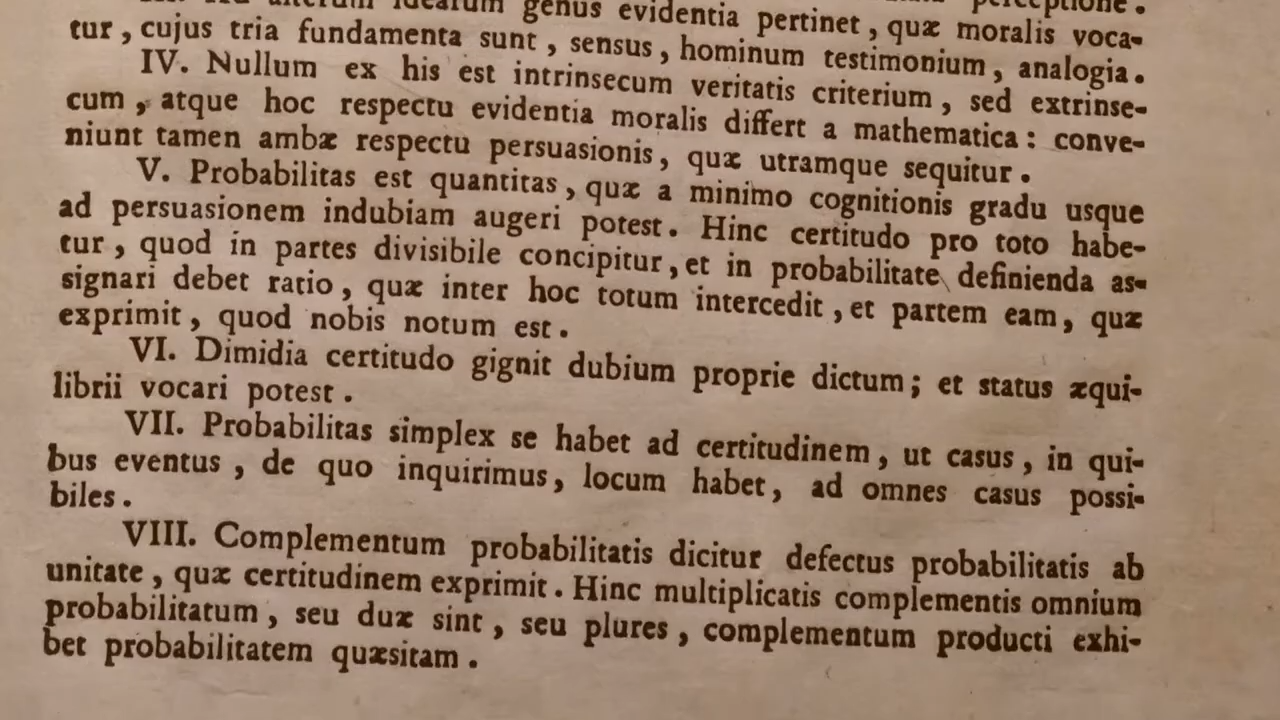 perceptione.
genus evidentia pertinet, quæ moralis voca-
tur, cujus tria fundamenta sunt, sensus, hominum testimonium, analogia.
IV. Nullum ex his est intrinsecum veritatis criterium, sed extrinse-
cum, atque hoc respectu evidentia moralis differt a mathematica: conve-
niunt tamen ambæ respectu persuasionis, quæ utramque sequitur.
V. Probabilitas est quantitas, quæ a minimo cognitionis gradu usque
ad persuasionem indubiam augeri potest. Hinc certitudo pro toto habe-
tur, quod in partes divisibile concipitur, et in probabilitate definienda as-
signari debet ratio, quæ inter hoc totum intercedit, et partem eam, quæ
exprimit, quod nobis notum est.
VI. Dimidia certitudo gignit dubium proprie dictum; et status æqui-
librii vocari potest.
VII. Probabilitas simplex se habet ad certitudinem, ut casus, in qui-
bus eventus, de quo inquirimus, locum habet, ad omnes casus possi-
biles.
VIII. Complementum probabilitatis dicitur defectus probabilitatis ab
unitate, quæ certitudinem exprimit. Hinc multiplicatis complementis omnium
probabilitatum, seu duæ sint, seu plures, complementum producti exhi-
bet probabilitatem quæsitam.